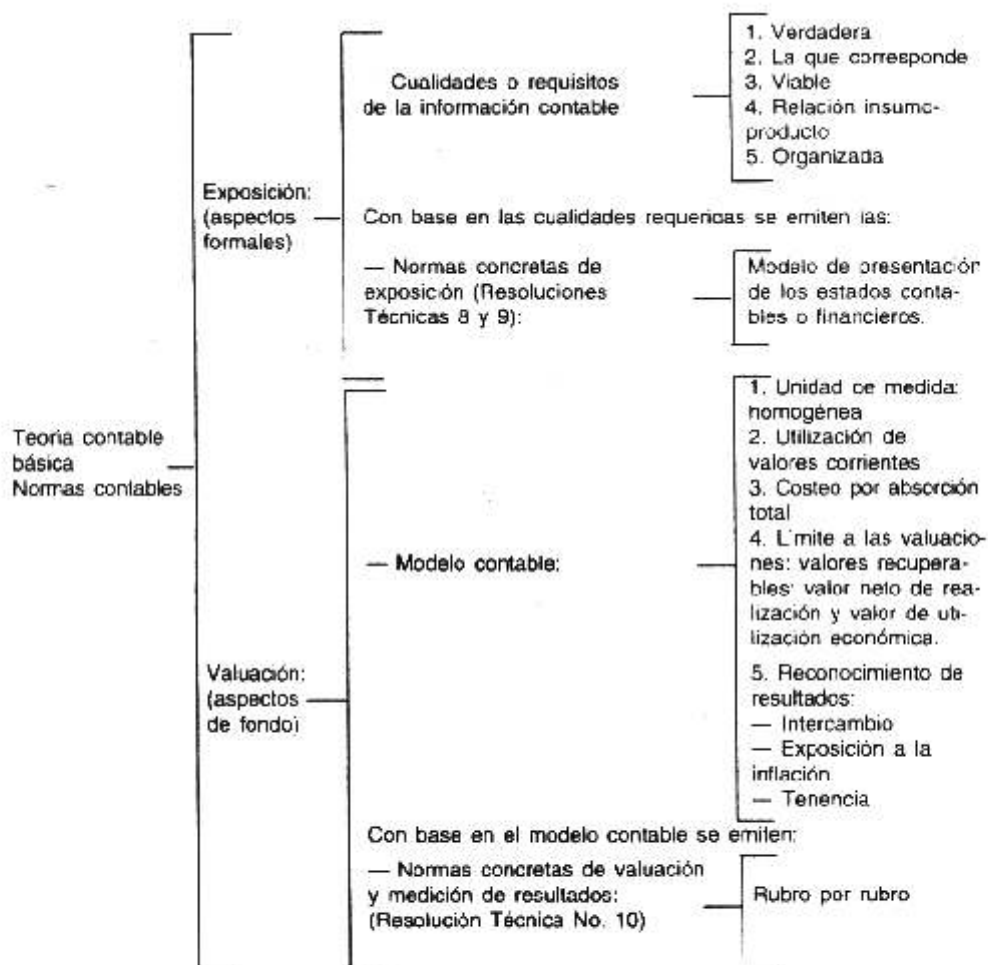 1. Verdadera
2. La que corresponde
3. Viable
4. Relación insumo-
producto
5. Organizada
Cualidades o requisitos
de la información contable
Exposición:
(aspectos
formales)
Con base en las cualidades requeridas se emiten las:
— Normas concretas de
exposición (Resoluciones
Técnicas 8 y 9):
Modelo de presentación
de los estados conta-
bles o financieros.
Teoría contable
básica
Normas contables
1. Unidad de medida:
homogénea
2. Utilización de
valores corrientes
3. Costeo por absorción
total
4. Límite a las valuacio-
nes: valores recupera-
bles: valor neto de rea-
lización y valor de uti-
lización económica.
5. Reconocimiento de
resultados:
— Intercambio
— Exposición a la
inflación
— Tenencia
— Modelo contable:
Valuación:
(aspectos
de fondo)
Con base en el modelo contable se emiten:
— Normas concretas de valuación
y medición de resultados:
(Resolución Técnica No. 10)
Rubro por rubro